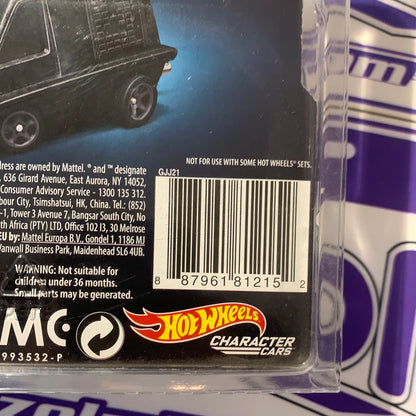 NOT FOR USE WITH SOME HOT WHEELS® SETS.
dress are owned by Mattel. ® and ™ designate
636 Girard Avenue, East Aurora, NY 14052,
Consumer Advisory Service - 1300 135 312.
bour City, Tsimshatsui, HK, China. Tel.: (852)
-1, Tower 3 Avenue 7, Bangsar South City, No
outh Africa (PTY) LTD, Office 102 I3, 30 Melrose
EU by: Mattel Europa B.V., Gondel 1, 1186 MJ
Vanwall Business Park, Maidenhead SL6 4UB.
GJJ21
8 87961 81215 2
WARNING: Not suitable for
children under 36 months.
Small parts may be generated.
MC
993532-P
HOT WHEELS
CHARACTER
CARS